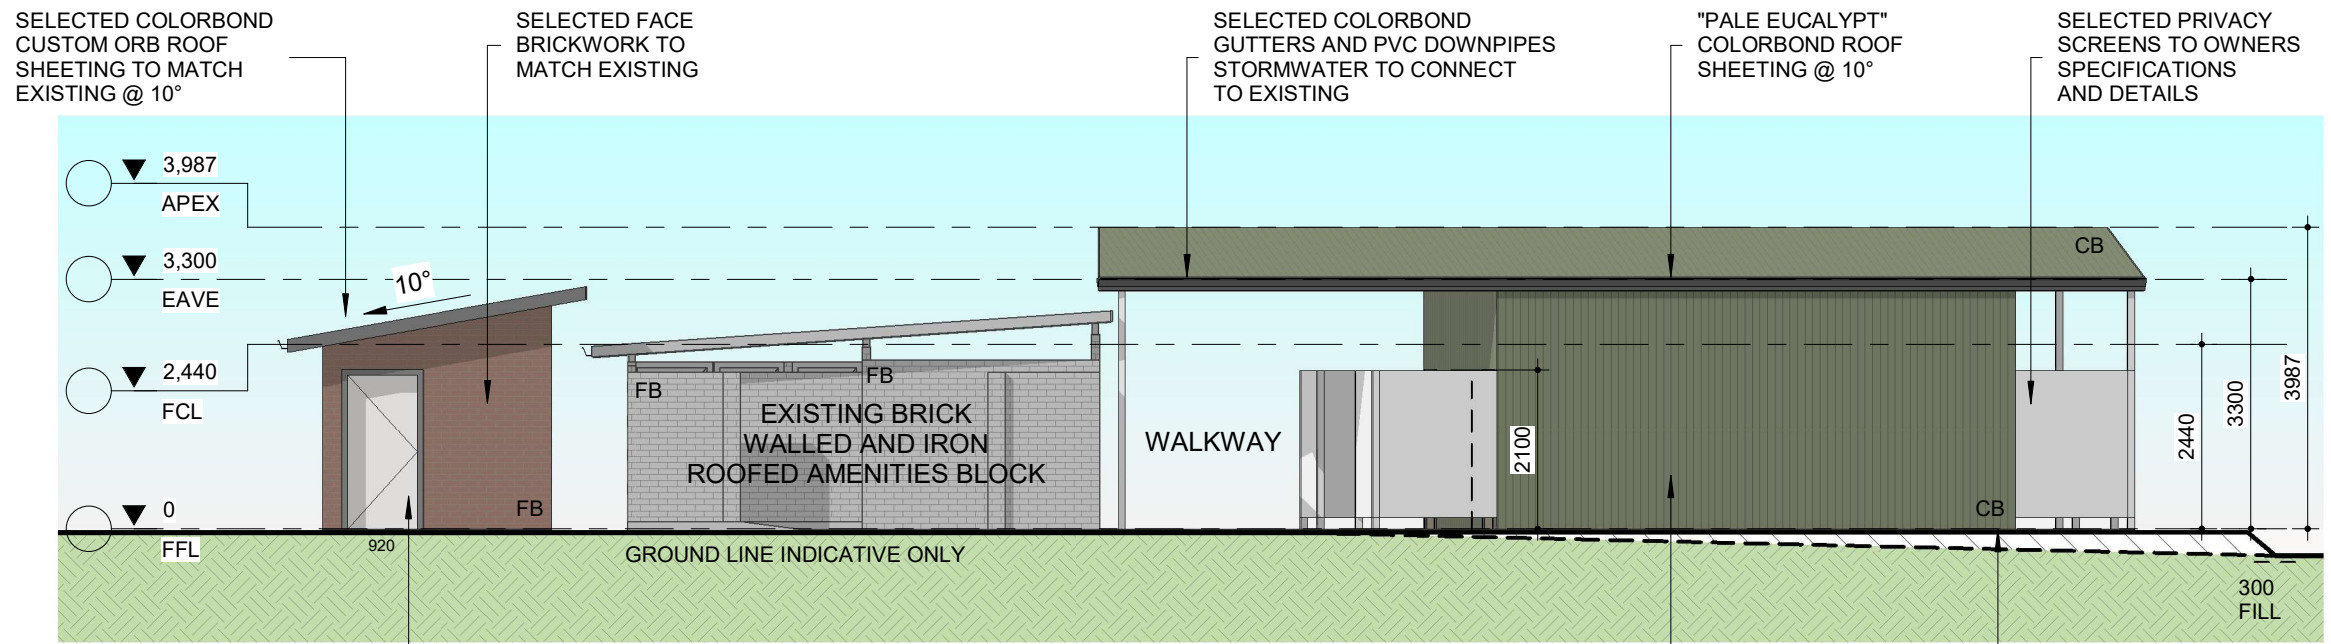 SELECTED COLORBOND
CUSTOM ORB ROOF
SHEETING TO MATCH
EXISTING @ 10°
SELECTED FACE
BRICKWORK TO
MATCH EXISTING
SELECTED COLORBOND
GUTTERS AND PVC DOWNPIPES
STORMWATER TO CONNECT
TO EXISTING
"PALE EUCALYPT"
COLORBOND ROOF
SHEETING @ 10°
SELECTED PRIVACY
SCREENS TO OWNERS
SPECIFICATIONS
AND DETAILS
3,987
APEX
3,300
EAVE
2,440
FCL
0
FFL
10°
FB
920
FB
FB
EXISTING BRICK
WALLED AND IRON
ROOFED AMENITIES BLOCK
WALKWAY
2100
CB
CB
2440
3300
3987
GROUND LINE INDICATIVE ONLY
300
FILL